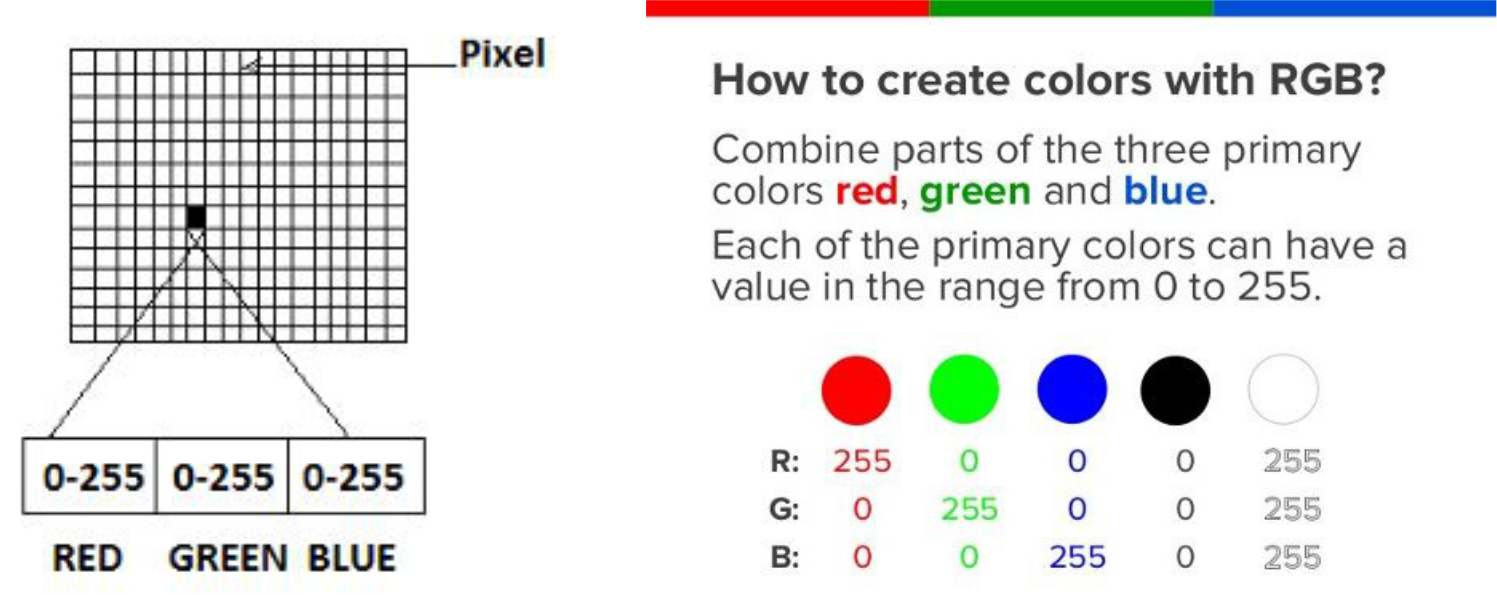 Pixel
0-255 0-255 0-255
RED GREEN BLUE
How to create colors with RGB?
Combine parts of the three primary
colors red, green and blue.
Each of the primary colors can have a
value in the range from 0 to 255.
R: 255 0 0 0 255
G: 0 255 0 0 255
B: 0 0 255 0 255